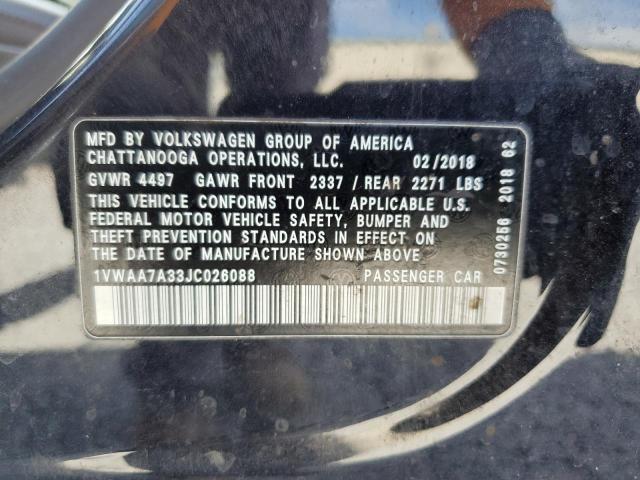 MFD BY VOLKSWAGEN GROUP OF AMERICA
CHATTANOOGA OPERATIONS, LLC. 02/2018
GVWR 4497 GAWR FRONT 2337 / REAR 2271 LBS
THIS VEHICLE CONFORMS TO ALL APPLICABLE U.S.
FEDERAL MOTOR VEHICLE SAFETY, BUMPER AND
THEFT PREVENTION STANDARDS IN EFFECT ON
THE DATE OF MANUFACTURE SHOWN ABOVE
1VWAA7A33JC026088 PASSENGER CAR
0730256 2018 62